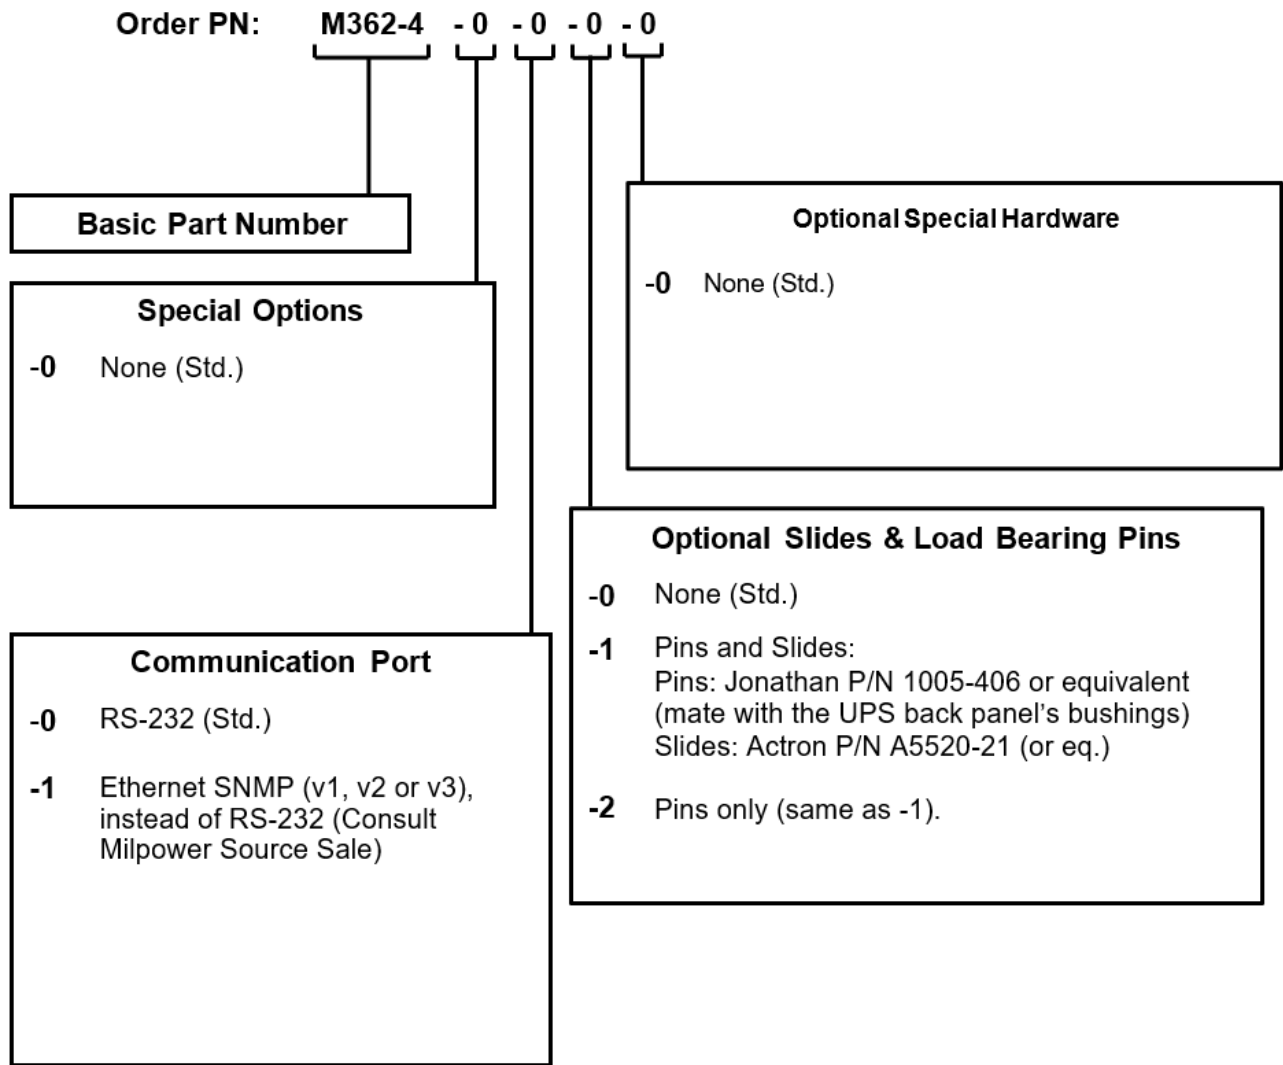 Order PN: M362-4 - 0 - 0 - 0 - 0
Basic Part Number
Special Options
-0 None (Std.)
Communication Port
-0 RS-232 (Std.)
-1 Ethernet SNMP (v1, v2 or v3),
instead of RS-232 (Consult
Milpower Source Sale)
Optional Special Hardware
-0 None (Std.)
Optional Slides & Load Bearing Pins
-0 None (Std.)
-1 Pins and Slides:
Pins: Jonathan P/N 1005-406 or equivalent
(mate with the UPS back panel's bushings)
Slides: Actron P/N A5520-21 (or eq.)
-2 Pins only (same as -1).